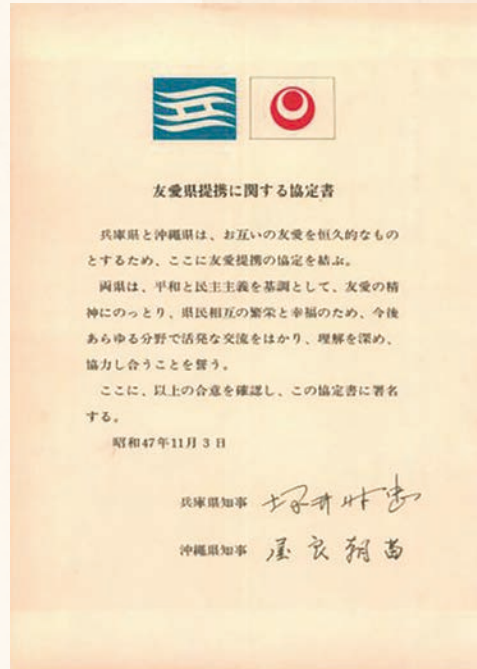 友愛県提携に関する協定書
兵庫県と沖縄県は、お互いの友愛を恒久的なもの
とするため、ここに友愛提携の協定を結ぶ。
両県は、平和と民主主義を基調として、友愛の精
神にのっとり、県民相互の繁栄と幸福のため、今後
あらゆる分野で活発な交流をはかり、理解を深め、
協力し合うことを誓う。
ここに、以上の合意を確認し、この協定書に署名
する。
昭和47年11月3日
兵庫県知事 坂井时忠
沖縄県知事 屋良朝苗